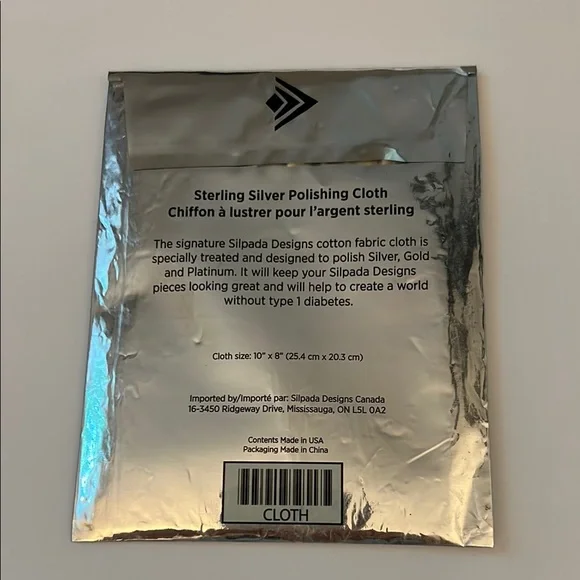 Sterling Silver Polishing Cloth
Chiffon à lustrer pour l'argent sterling
The signature Silpada Designs cotton fabric cloth is
specially treated and designed to polish Silver, Gold
and Platinum. It will keep your Silpada Designs
pieces looking great and will help to create a world
without type 1 diabetes.
Cloth size: 10" x 8" (25.4 cm x 20.3 cm)
Imported by/Importé par: Silpada Designs Canada
16-3450 Ridgeway Drive, Mississauga, ON L5L 0A2
Contents Made in USA
Packaging Made in China
CLOTH